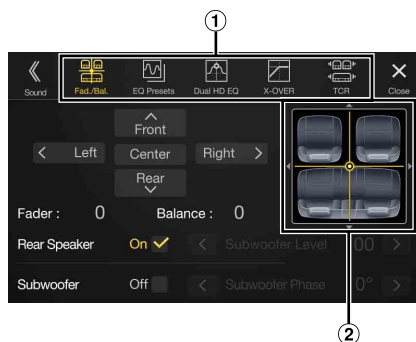 1
Sound Fad./Bal. EQ Presets Dual HD EQ X-OVER TCR Close
Front
Left Center Right
Rear
Fader : 0 Balance : 0
Rear Speaker On Subwoofer Level 00
Subwoofer Off Subwoofer Phase 0°
2